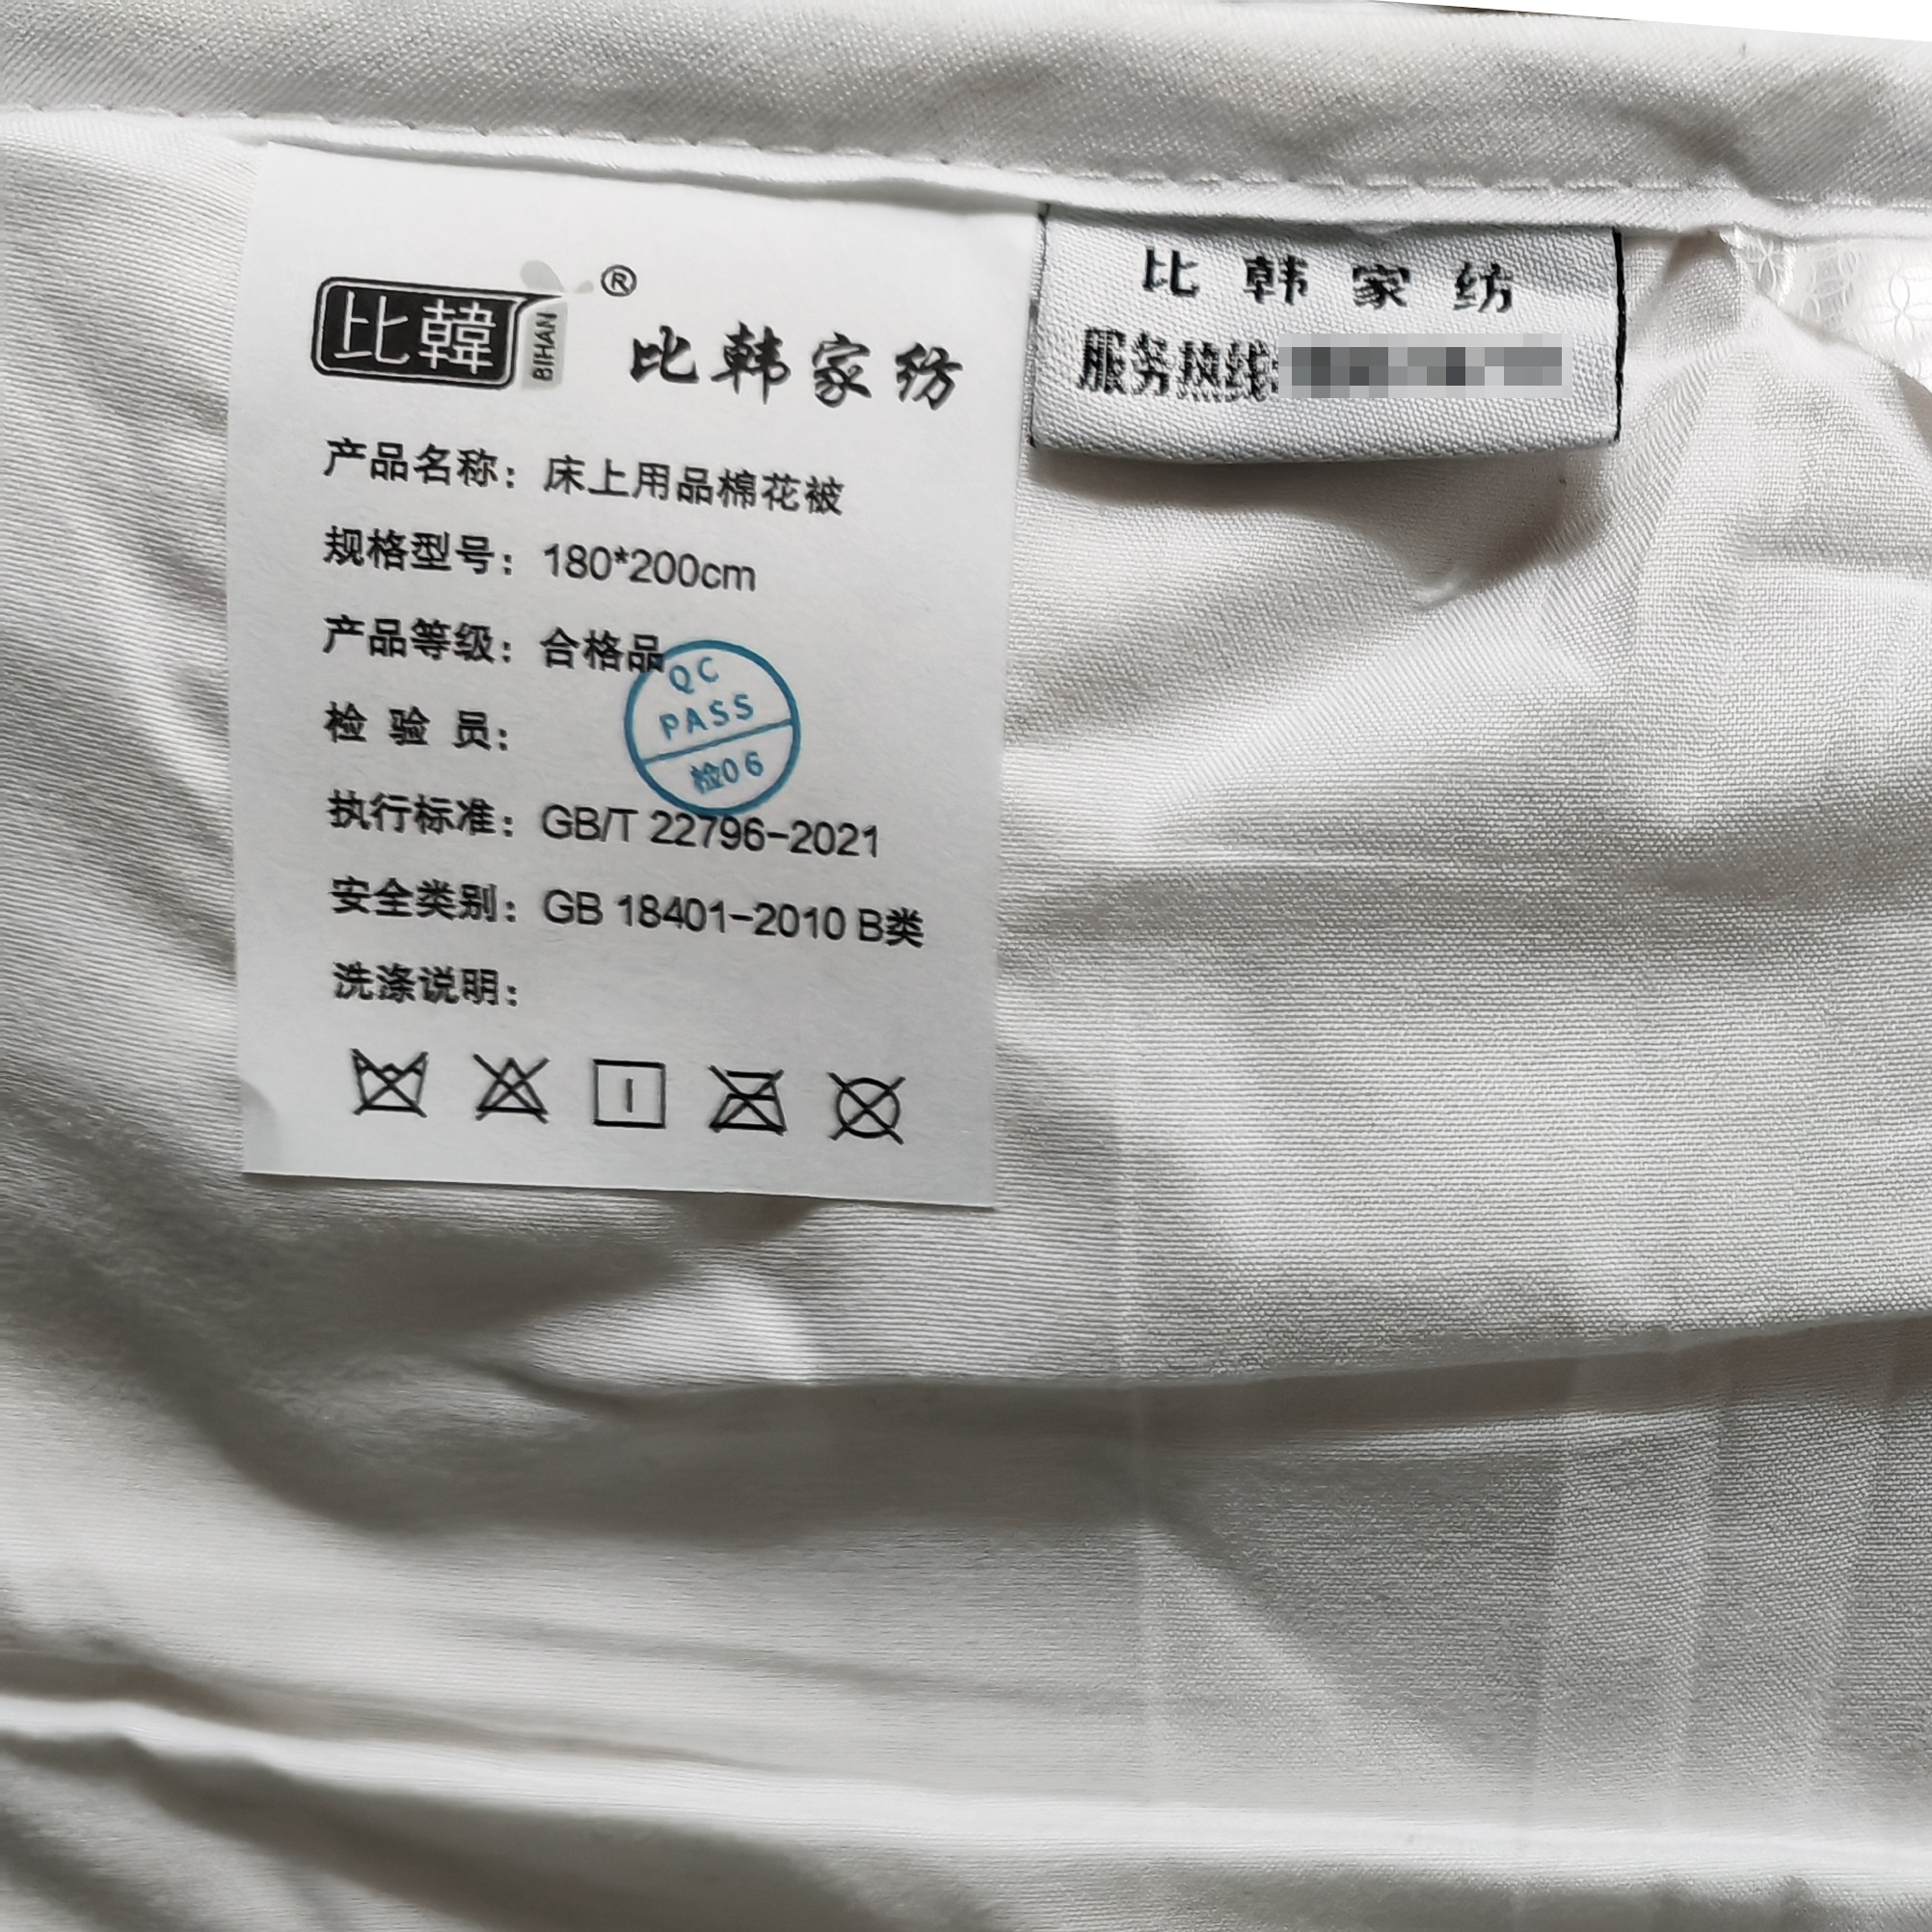 比韓 BIHAN ®
比韩家纺
产品名称：床上用品棉花被
规格型号：180*200cm
产品等级：合格品
检 验 员：
QC
PASS
检06
执行标准：GB/T 22796-2021
安全类别：GB 18401-2010 B类
洗涤说明：
比韩家纺
服务热线: